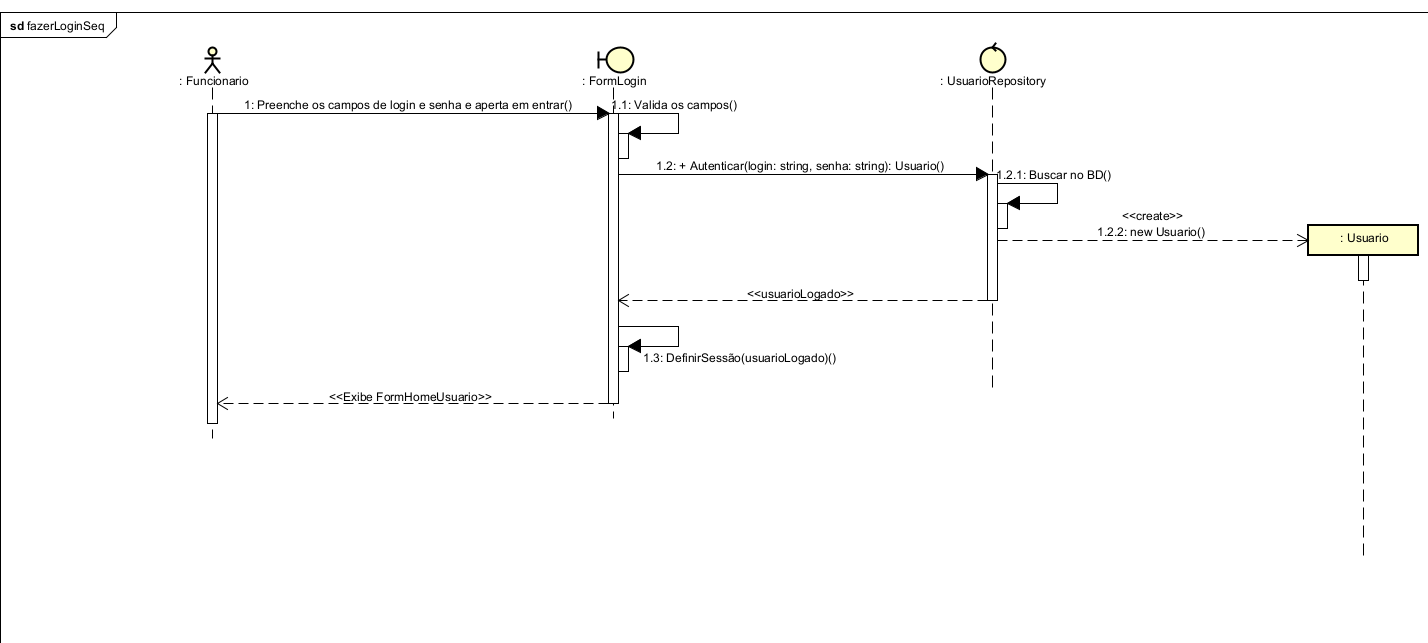 sd fazerLoginSeq
: Funcionario
: FormLogin
: UsuarioRepository
1: Preenche os campos de login e senha e aperta em entrar()
1.1: Valida os campos()
1.2: + Autenticar(login: string, senha: string): Usuario()
1.2.1: Buscar no BD()
<<create>>
1.2.2: new Usuario()
: Usuario
<<usuarioLogado>>
1.3: DefinirSessão(usuarioLogado)()
<<Exibe FormHomeUsuario>>